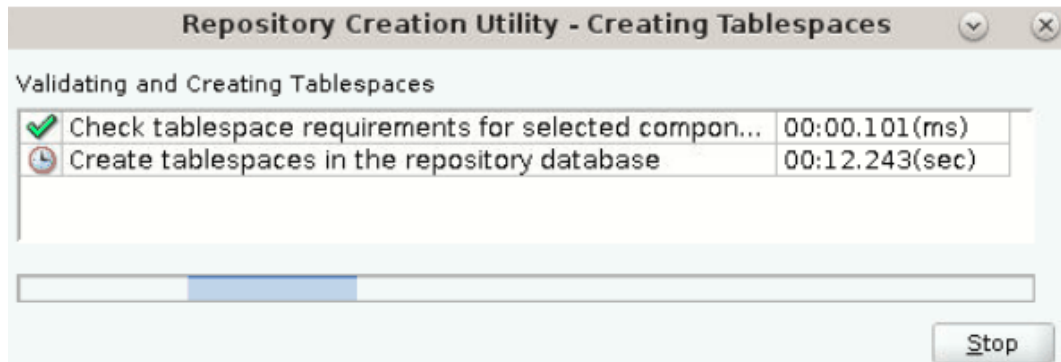 Repository Creation Utility - Creating Tablespaces
Validating and Creating Tablespaces
Check tablespace requirements for selected compon... 00:00.101(ms)
Create tablespaces in the repository database 00:12.243(sec)
Stop